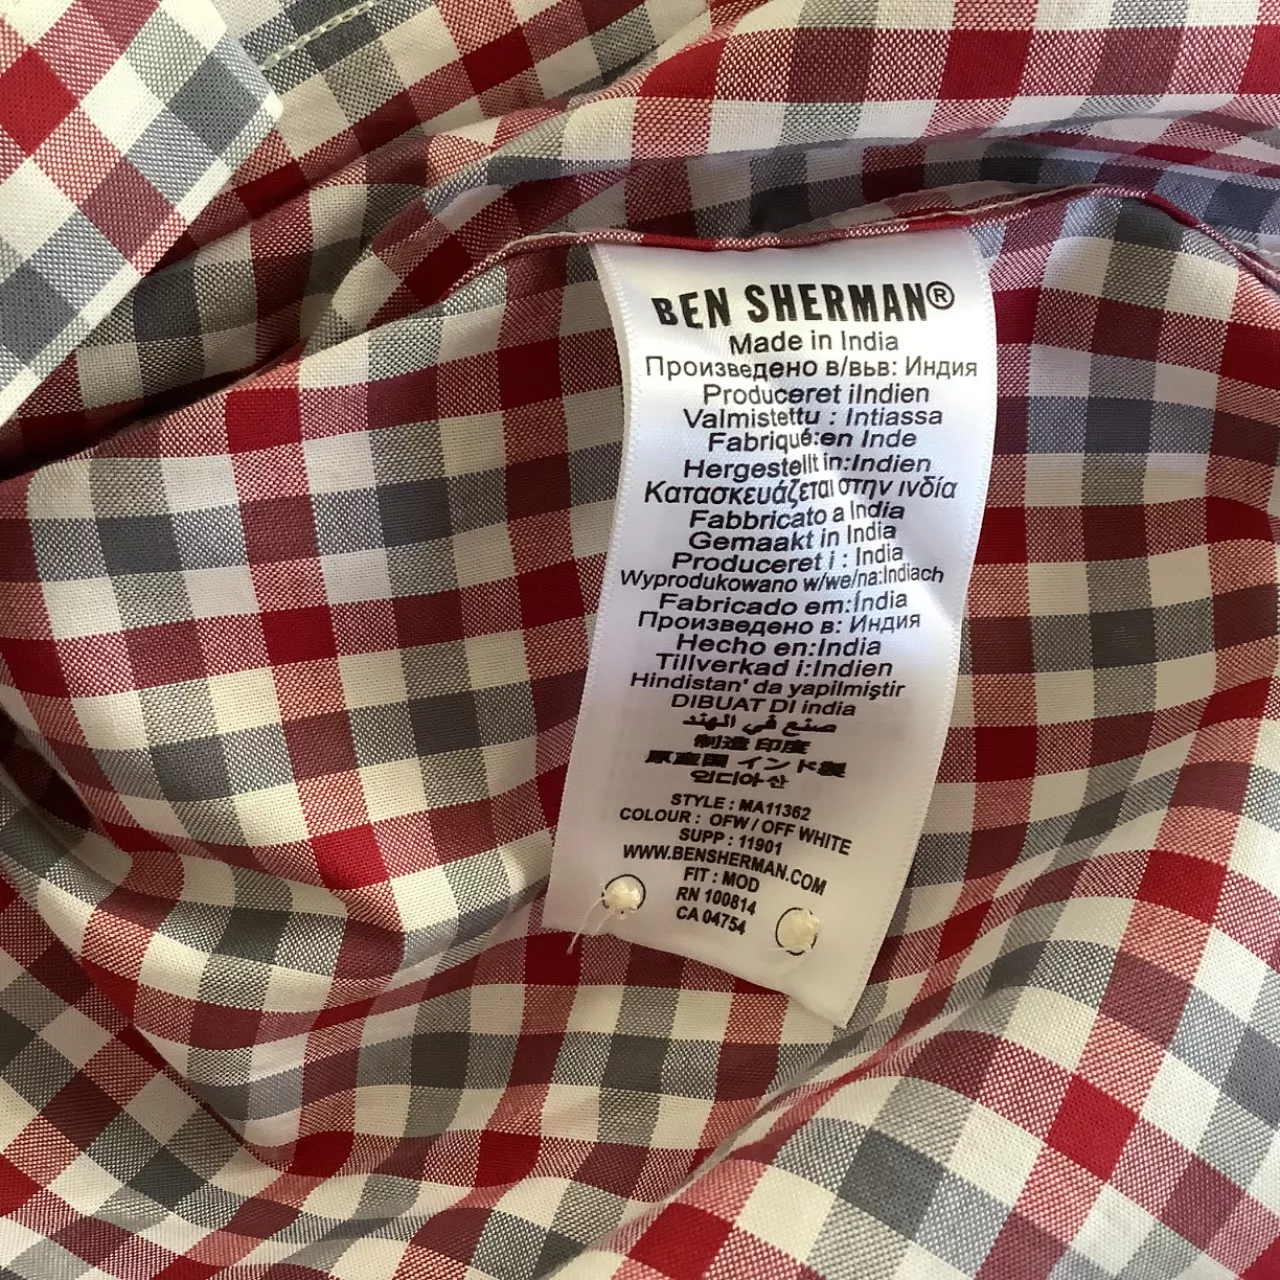 BEN SHERMAN®
Made in India
Произведено в/вьв: Индия
Produceret iIndien
Valmistettu : Intiassa
Fabriqué:en Inde
Hergestellt in:Indien
Κατασκευάζεται στην ινδία
Fabbricato a India
Gemaakt in India
Produceret i : India
Wyprodukowano w/we/na:Indiach
Fabricado em:Índia
Произведено в: Индия
Hecho en:India
Tillverkad i:Indien
Hindistan' da yapilmiştir
DIBUAT DI india
صنع في الهند
制造 印度
原産国 インド製
인디아산
STYLE : MA11362
COLOUR : OFW / OFF WHITE
SUPP : 11901
WWW.BENSHERMAN.COM
FIT : MOD
RN 100814
CA 04754